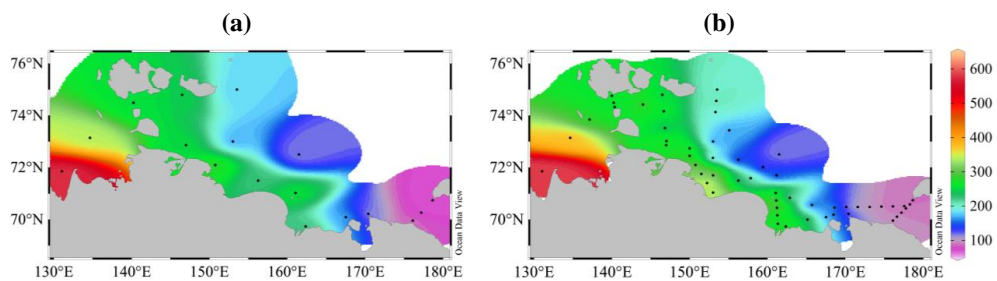 (a) (b)
76°N 76°N 600
74°N 74°N 500
400
72°N 72°N 300
70°N 70°N 200
100
Ocean Data View Ocean Data View
130°E 140°E 150°E 160°E 170°E 180°E 130°E 140°E 150°E 160°E 170°E 180°E